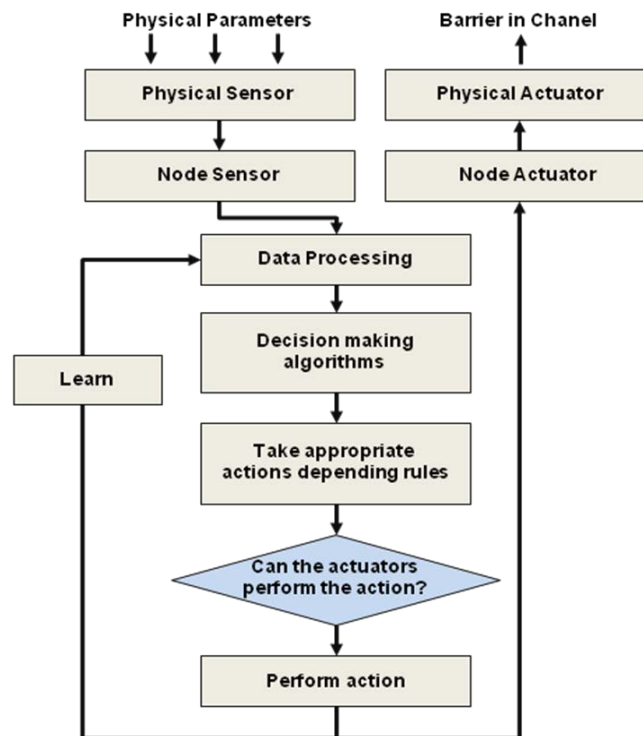 Physical Parameters
Barrier in Chanel
Physical Sensor
Physical Actuator
Node Sensor
Node Actuator
Data Processing
Decision making
algorithms
Learn
Take appropriate
actions depending rules
Can the actuators
perform the action?
Perform action